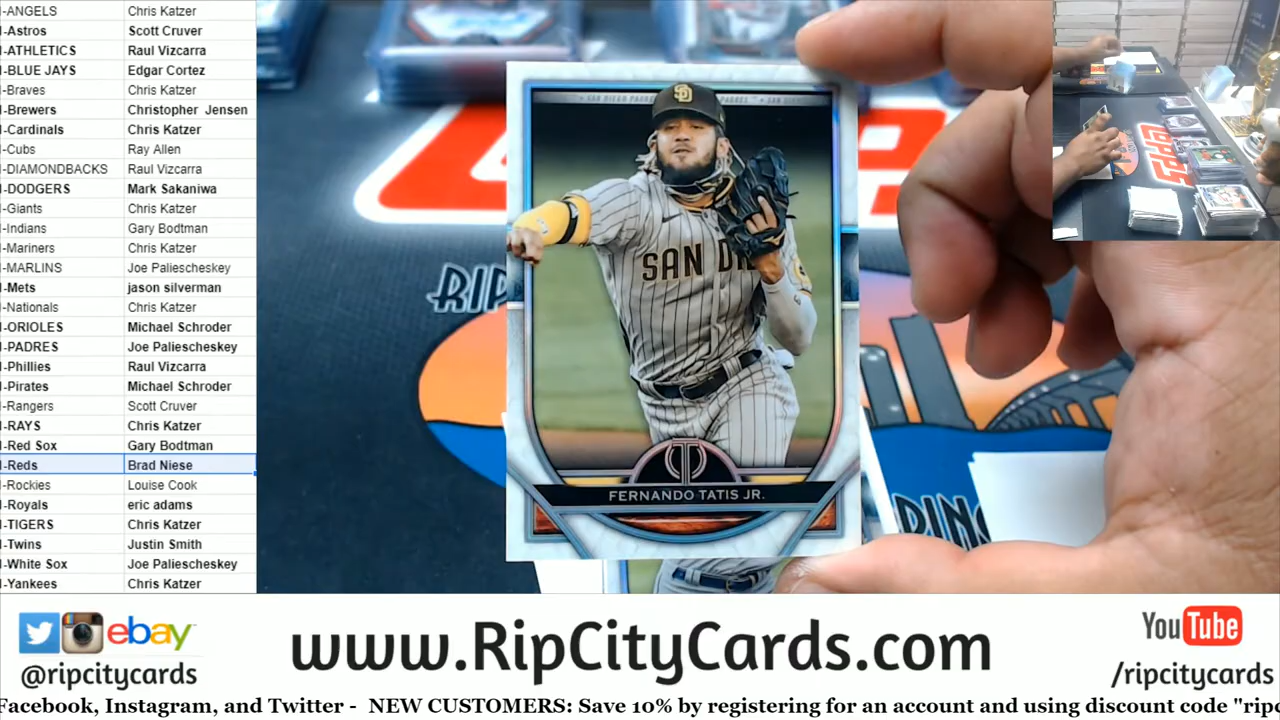 -ANGELS Chris Katzer
-Astros Scott Cruver
-ATHLETICS Raul Vizcarra
-BLUE JAYS Edgar Cortez
-Braves Chris Katzer
-Brewers Christopher Jensen
-Cardinals Chris Katzer
-Cubs Ray Allen
-DIAMONDBACKS Raul Vizcarra
-DODGERS Mark Sakaniwa
-Giants Chris Katzer
-Indians Gary Bodtman
-Mariners Chris Katzer
-MARLINS Joe Paliescheskey
-Mets jason silverman
-Nationals Chris Katzer
-ORIOLES Michael Schroder
-PADRES Joe Paliescheskey
-Phillies Raul Vizcarra
-Pirates Michael Schroder
-Rangers Scott Cruver
-RAYS Chris Katzer
-Red Sox Gary Bodtman
-Reds Brad Niese
-Rockies Louise Cook
-Royals eric adams
-TIGERS Chris Katzer
-Twins Justin Smith
-White Sox Joe Paliescheskey
-Yankees Chris Katzer
SD
SAN DI
FERNANDO TATIS JR.
RIP
TOPPS
ebay
@ripcitycards
www.RipCityCards.com
YouTube
/ripcitycards
Facebook, Instagram, and Twitter - NEW CUSTOMERS: Save 10% by registering for an account and using discount code "ripc